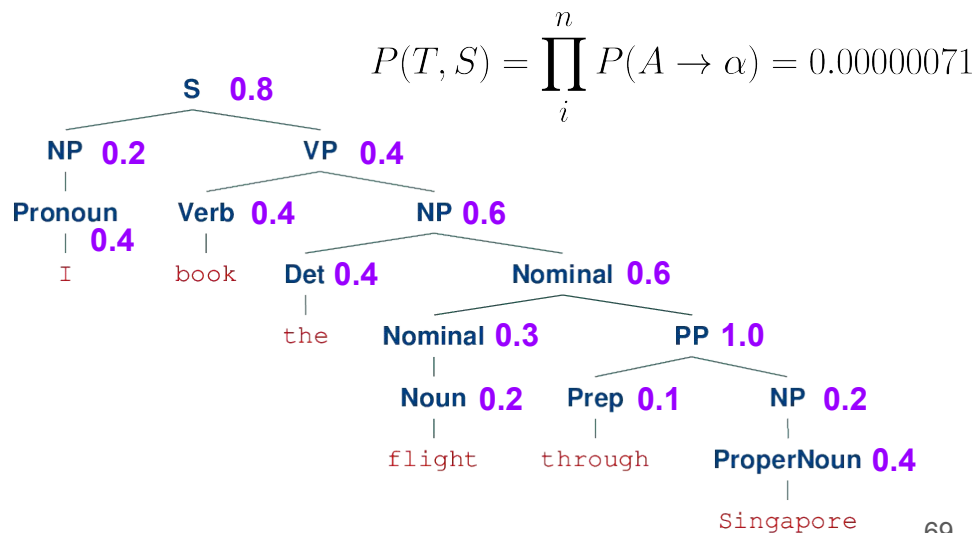 P(T, S) = ∏ⁿᵢ P(A → α) = 0.00000071
S 0.8
NP 0.2 VP 0.4
Pronoun 0.4 Verb 0.4 NP 0.6
I book Det 0.4 Nominal 0.6
the Nominal 0.3 PP 1.0
Noun 0.2 Prep 0.1 NP 0.2
flight through ProperNoun 0.4
Singapore
69